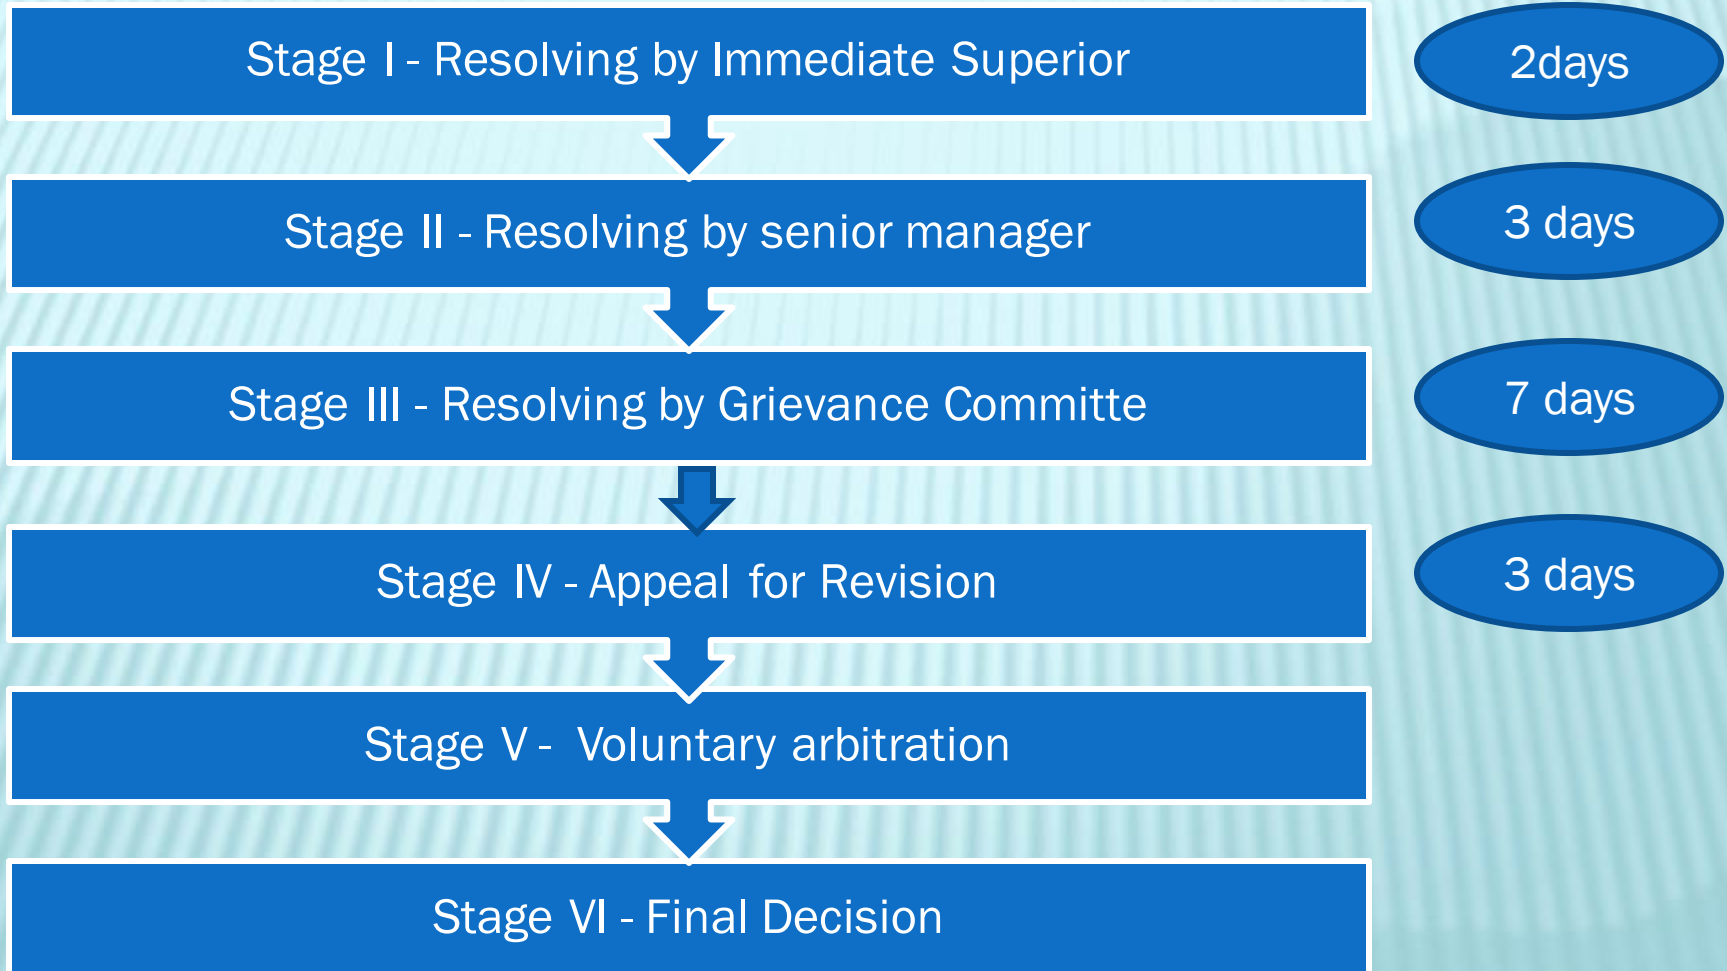 Stage I - Resolving by Immediate Superior
2days
Stage II - Resolving by senior manager
3 days
Stage III - Resolving by Grievance Committe
7 days
Stage IV - Appeal for Revision
3 days
Stage V - Voluntary arbitration
Stage VI - Final Decision